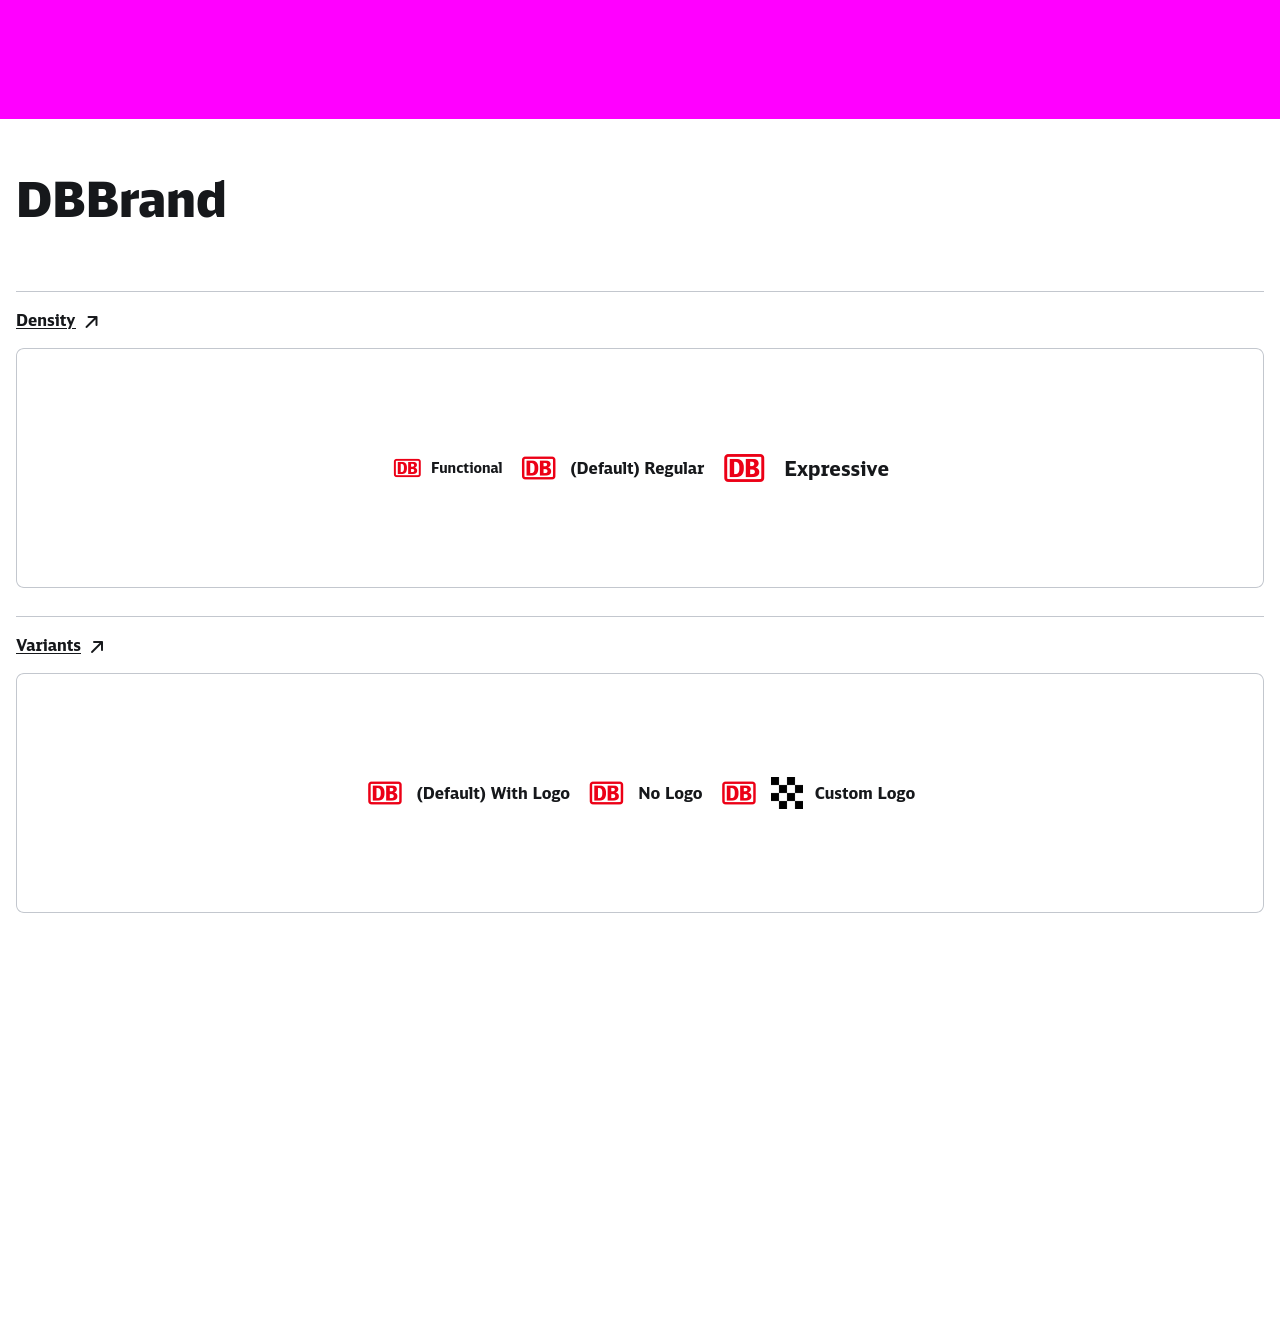 DBBrand
Density
DB Functional DB (Default) Regular DB Expressive
Variants
DB (Default) With Logo DB No Logo DB Custom Logo